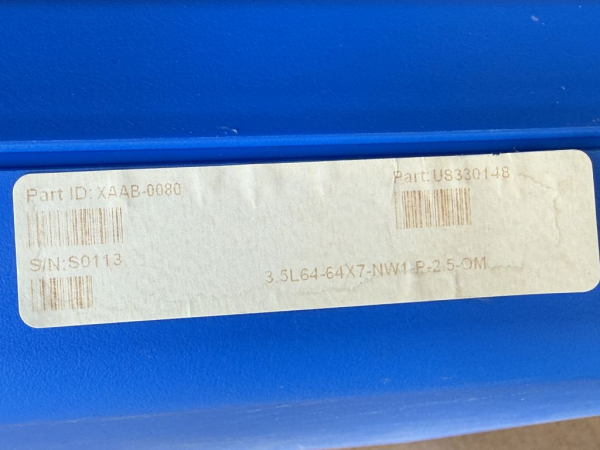 Part ID: XAAB-0080
Part: US330148
S/N:S0113
3.5L64-64X7-NW1-P-2.5-OM